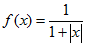 f(x) = 1/(1+|x|)